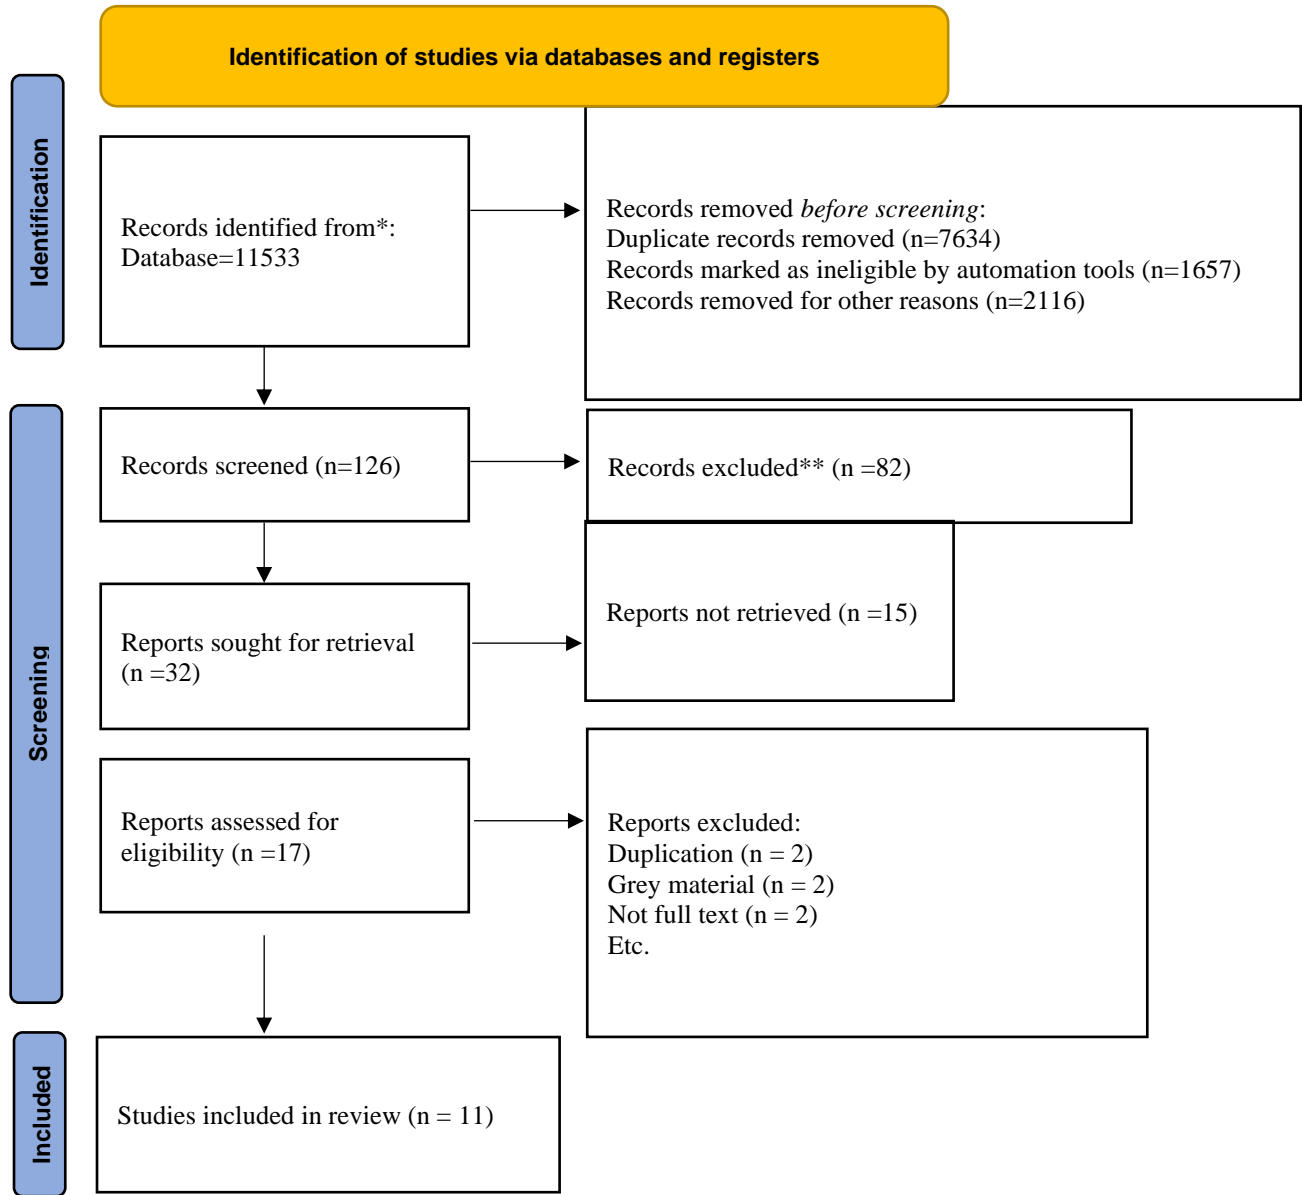 Identification of studies via databases and registers
Identification
Records identified from*:
Database=11533
Records removed before screening:
Duplicate records removed (n=7634)
Records marked as ineligible by automation tools (n=1657)
Records removed for other reasons (n=2116)
Screening
Records screened (n=126)
Records excluded** (n =82)
Reports sought for retrieval
(n =32)
Reports not retrieved (n =15)
Reports assessed for
eligibility (n =17)
Reports excluded:
Duplication (n = 2)
Grey material (n = 2)
Not full text (n = 2)
Etc.
Included
Studies included in review (n = 11)